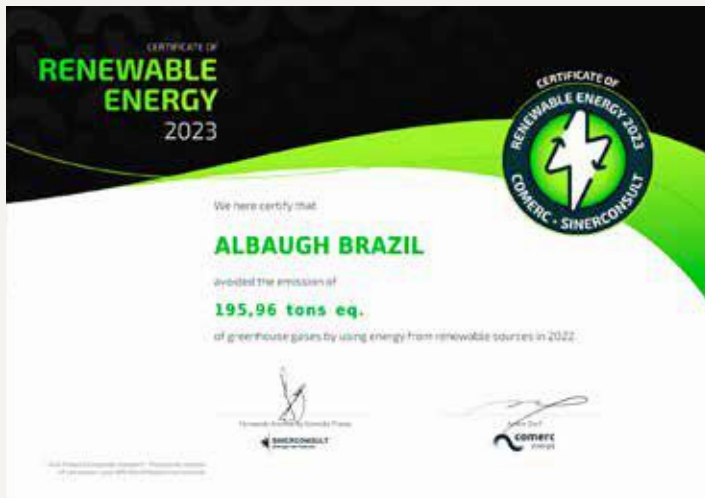 CERTIFICATE OF
RENEWABLE
ENERGY
2023
CERTIFICATE OF
RENEWABLE ENERGY 2023
COMERC - SINERCONSULT
We here certify that
ALBAUGH BRAZIL
avoided the emission of
195,96 tons eq.
of greenhouse gases by using energy from renewable sources in 2022
SINERCONSULT
comerc
energia